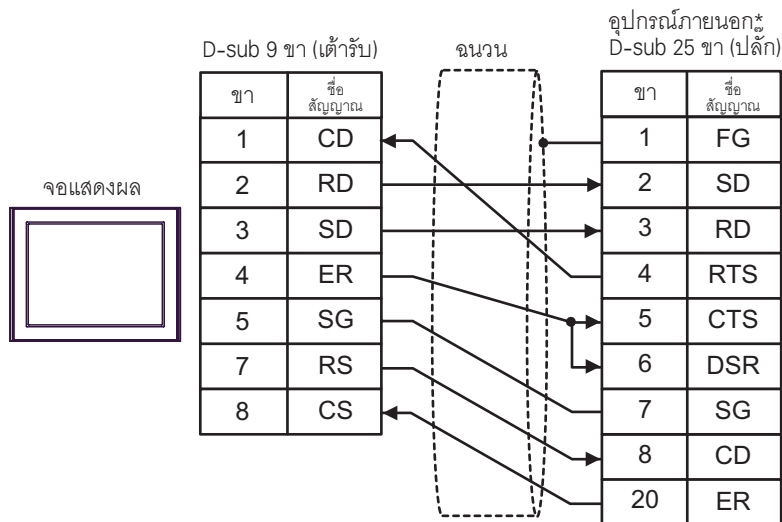 อุปกรณ์ภายนอก*
D-sub 9 ขา (เต้ารับ) ฉนวน D-sub 25 ขา (ปลั๊ก)
ขา ชื่อสัญญาณ ขา ชื่อสัญญาณ
1 CD 1 FG
จอแสดงผล 2 RD 2 SD
3 SD 3 RD
4 ER 4 RTS
5 SG 5 CTS
7 RS 6 DSR
8 CS 7 SG
8 CD
20 ER